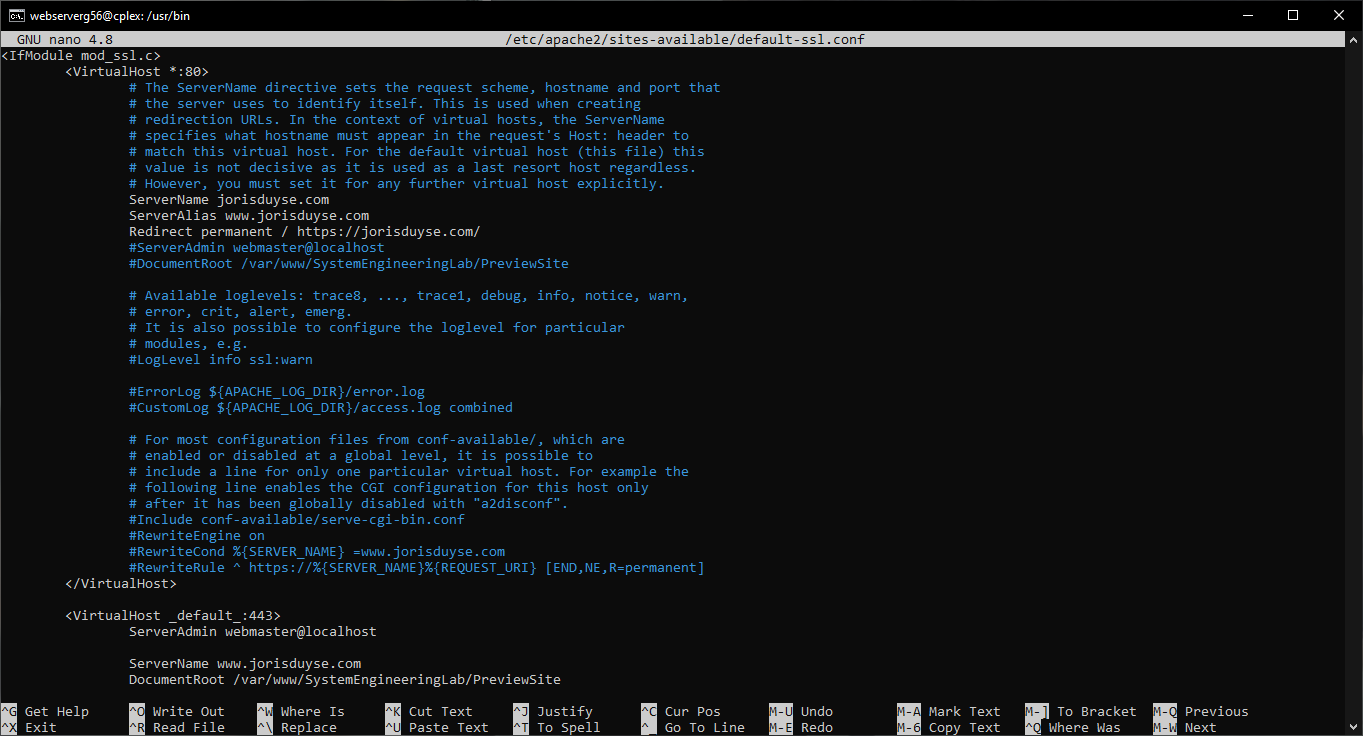 webserverg56@cplex: /usr/bin
GNU nano 4.8 /etc/apache2/sites-available/default-ssl.conf
<IfModule mod_ssl.c>
<VirtualHost *:80>
# The ServerName directive sets the request scheme, hostname and port that
# the server uses to identify itself. This is used when creating
# redirection URLs. In the context of virtual hosts, the ServerName
# specifies what hostname must appear in the request's Host: header to
# match this virtual host. For the default virtual host (this file) this
# value is not decisive as it is used as a last resort host regardless.
# However, you must set it for any further virtual host explicitly.
ServerName jorisduyse.com
ServerAlias www.jorisduyse.com
Redirect permanent / https://jorisduyse.com/
#ServerAdmin webmaster@localhost
#DocumentRoot /var/www/SystemEngineeringLab/PreviewSite
# Available loglevels: trace8, ..., trace1, debug, info, notice, warn,
# error, crit, alert, emerg.
# It is also possible to configure the loglevel for particular
# modules, e.g.
#LogLevel info ssl:warn
#ErrorLog ${APACHE_LOG_DIR}/error.log
#CustomLog ${APACHE_LOG_DIR}/access.log combined
# For most configuration files from conf-available/, which are
# enabled or disabled at a global level, it is possible to
# include a line for only one particular virtual host. For example the
# following line enables the CGI configuration for this host only
# after it has been globally disabled with "a2disconf".
#Include conf-available/serve-cgi-bin.conf
#RewriteEngine on
#RewriteCond %{SERVER_NAME} =www.jorisduyse.com
#RewriteRule ^ https://%{SERVER_NAME}%{REQUEST_URI} [END,NE,R=permanent]
</VirtualHost>
<VirtualHost _default_:443>
ServerAdmin webmaster@localhost
ServerName www.jorisduyse.com
DocumentRoot /var/www/SystemEngineeringLab/PreviewSite
^G Get Help ^O Write Out ^W Where Is ^K Cut Text ^J Justify ^C Cur Pos M-U Undo M-A Mark Text M-] To Bracket M-Q Previous
^X Exit ^R Read File ^\ Replace ^U Paste Text ^T To Spell ^_ Go To Line M-E Redo M-6 Copy Text ^Q Where Was M-W Next